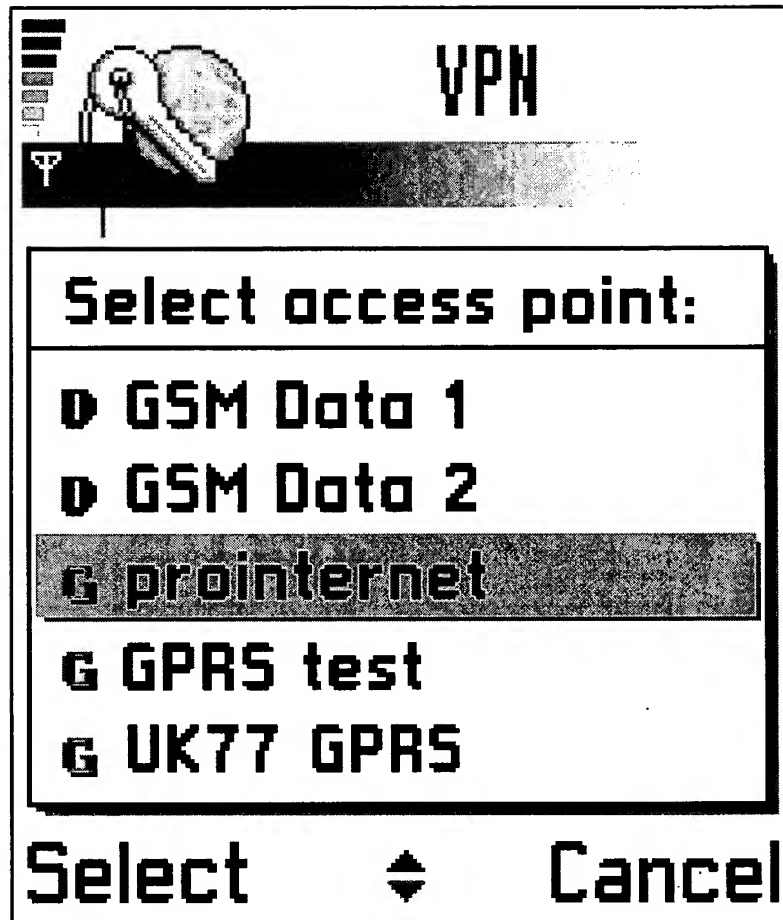 VPN
Select access point:
D GSM Data 1
D GSM Data 2
G prointernet
G GPRS test
G UK77 GPRS
Select Cancel